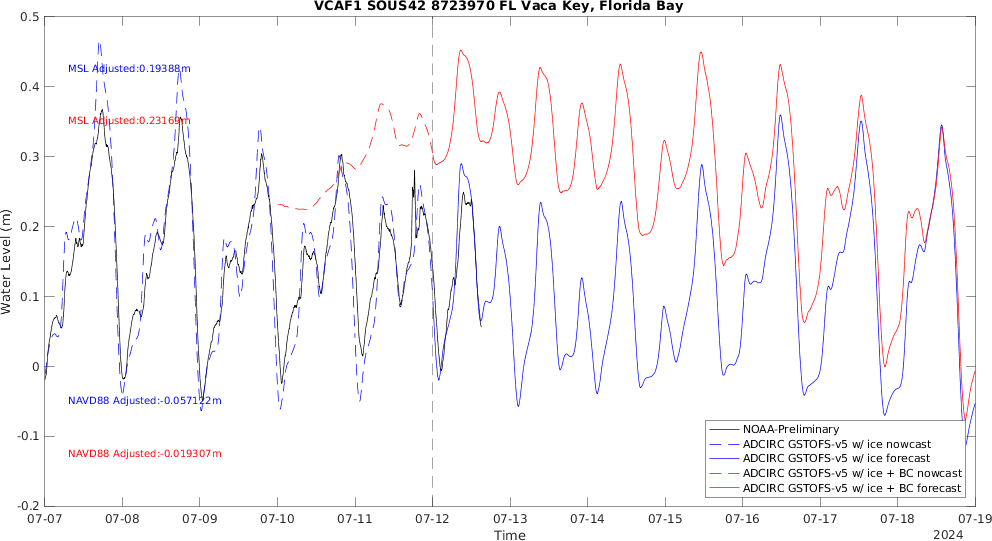 VCAF1 SOUS42 8723970 FL Vaca Key, Florida Bay
0.5
0.4
0.3
0.2
0.1
0
-0.1
-0.2
Water Level (m)
MSL Adjusted:0.19388m
MSL Adjusted:0.23169m
NAVD88 Adjusted:-0.057122m
NAVD88 Adjusted:-0.019307m
NOAA-Preliminary
ADCIRC GSTOFS-v5 w/ ice nowcast
ADCIRC GSTOFS-v5 w/ ice forecast
ADCIRC GSTOFS-v5 w/ ice + BC nowcast
ADCIRC GSTOFS-v5 w/ ice + BC forecast
07-07 07-08 07-09 07-10 07-11 07-12 07-13 07-14 07-15 07-16 07-17 07-18 07-19
Time
2024